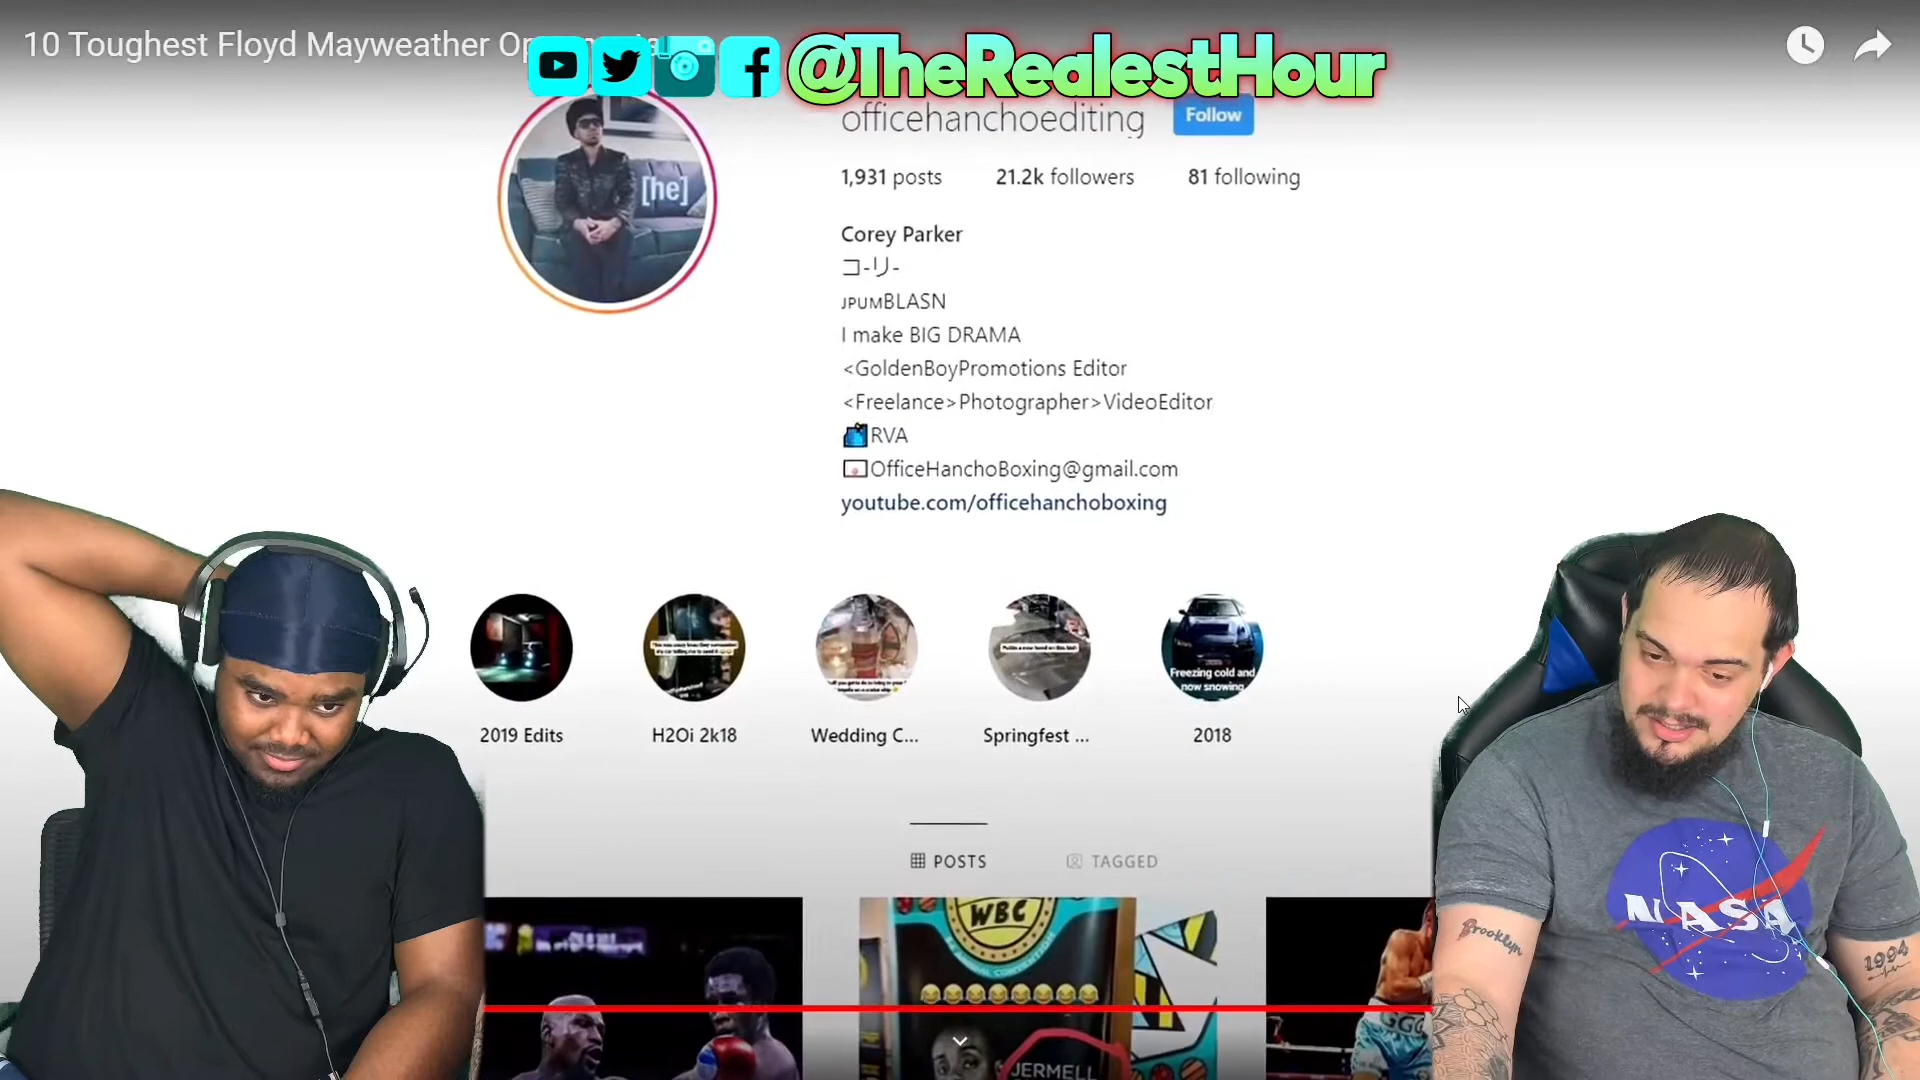 10 Toughest Floyd Mayweather
@TheRealestHour
officehanchoediting
Follow
1,931 posts
21.2k followers
81 following
[he]
Corey Parker
コ-リ-
JPUMBLASN
I make BIG DRAMA
<GoldenBoyPromotions Editor
<Freelance>Photographer>VideoEditor
RVA
OfficeHanchoBoxing@gmail.com
youtube.com/officehanchoboxing
Freezing cold and
now snowing
2019 Edits
H2Oi 2k18
Wedding C...
Springfest ...
2018
POSTS
TAGGED
WBC
JERMELL
NASA
Brooklyn
1994